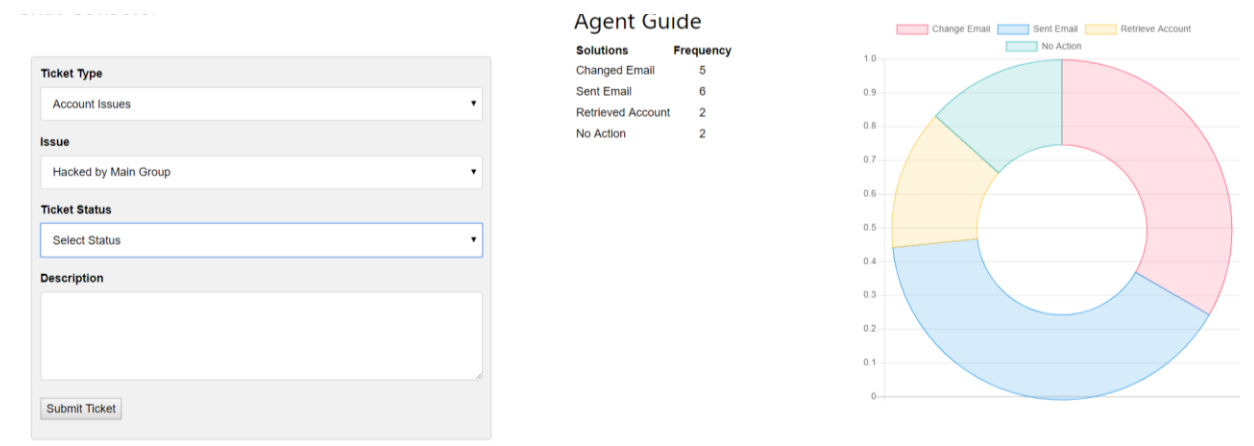 Ticket Type
Account Issues
Issue
Hacked by Main Group
Ticket Status
Select Status
Description
Submit Ticket
Agent Guide
Solutions Frequency
Changed Email 5
Sent Email 6
Retrieved Account 2
No Action 2
Change Email Sent Email Retrieve Account
No Action
1.0
0.9
0.8
0.7
0.6
0.5
0.4
0.3
0.2
0.1
0